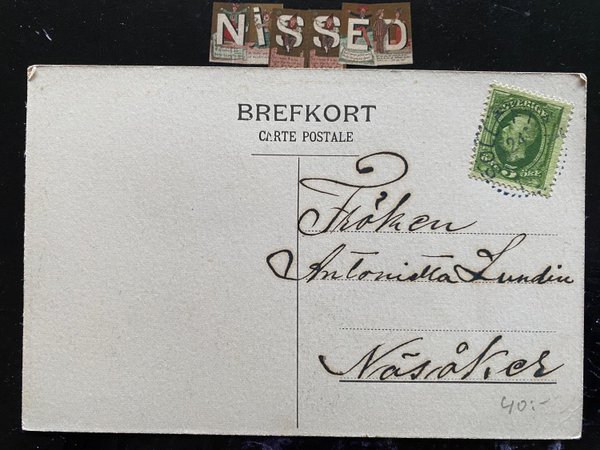 NiSSED
BREFKORT
CARTE POSTALE
SVERIGE
5 ÖRE
Fröken
Antonietta Lundin
Näsåker
40:-